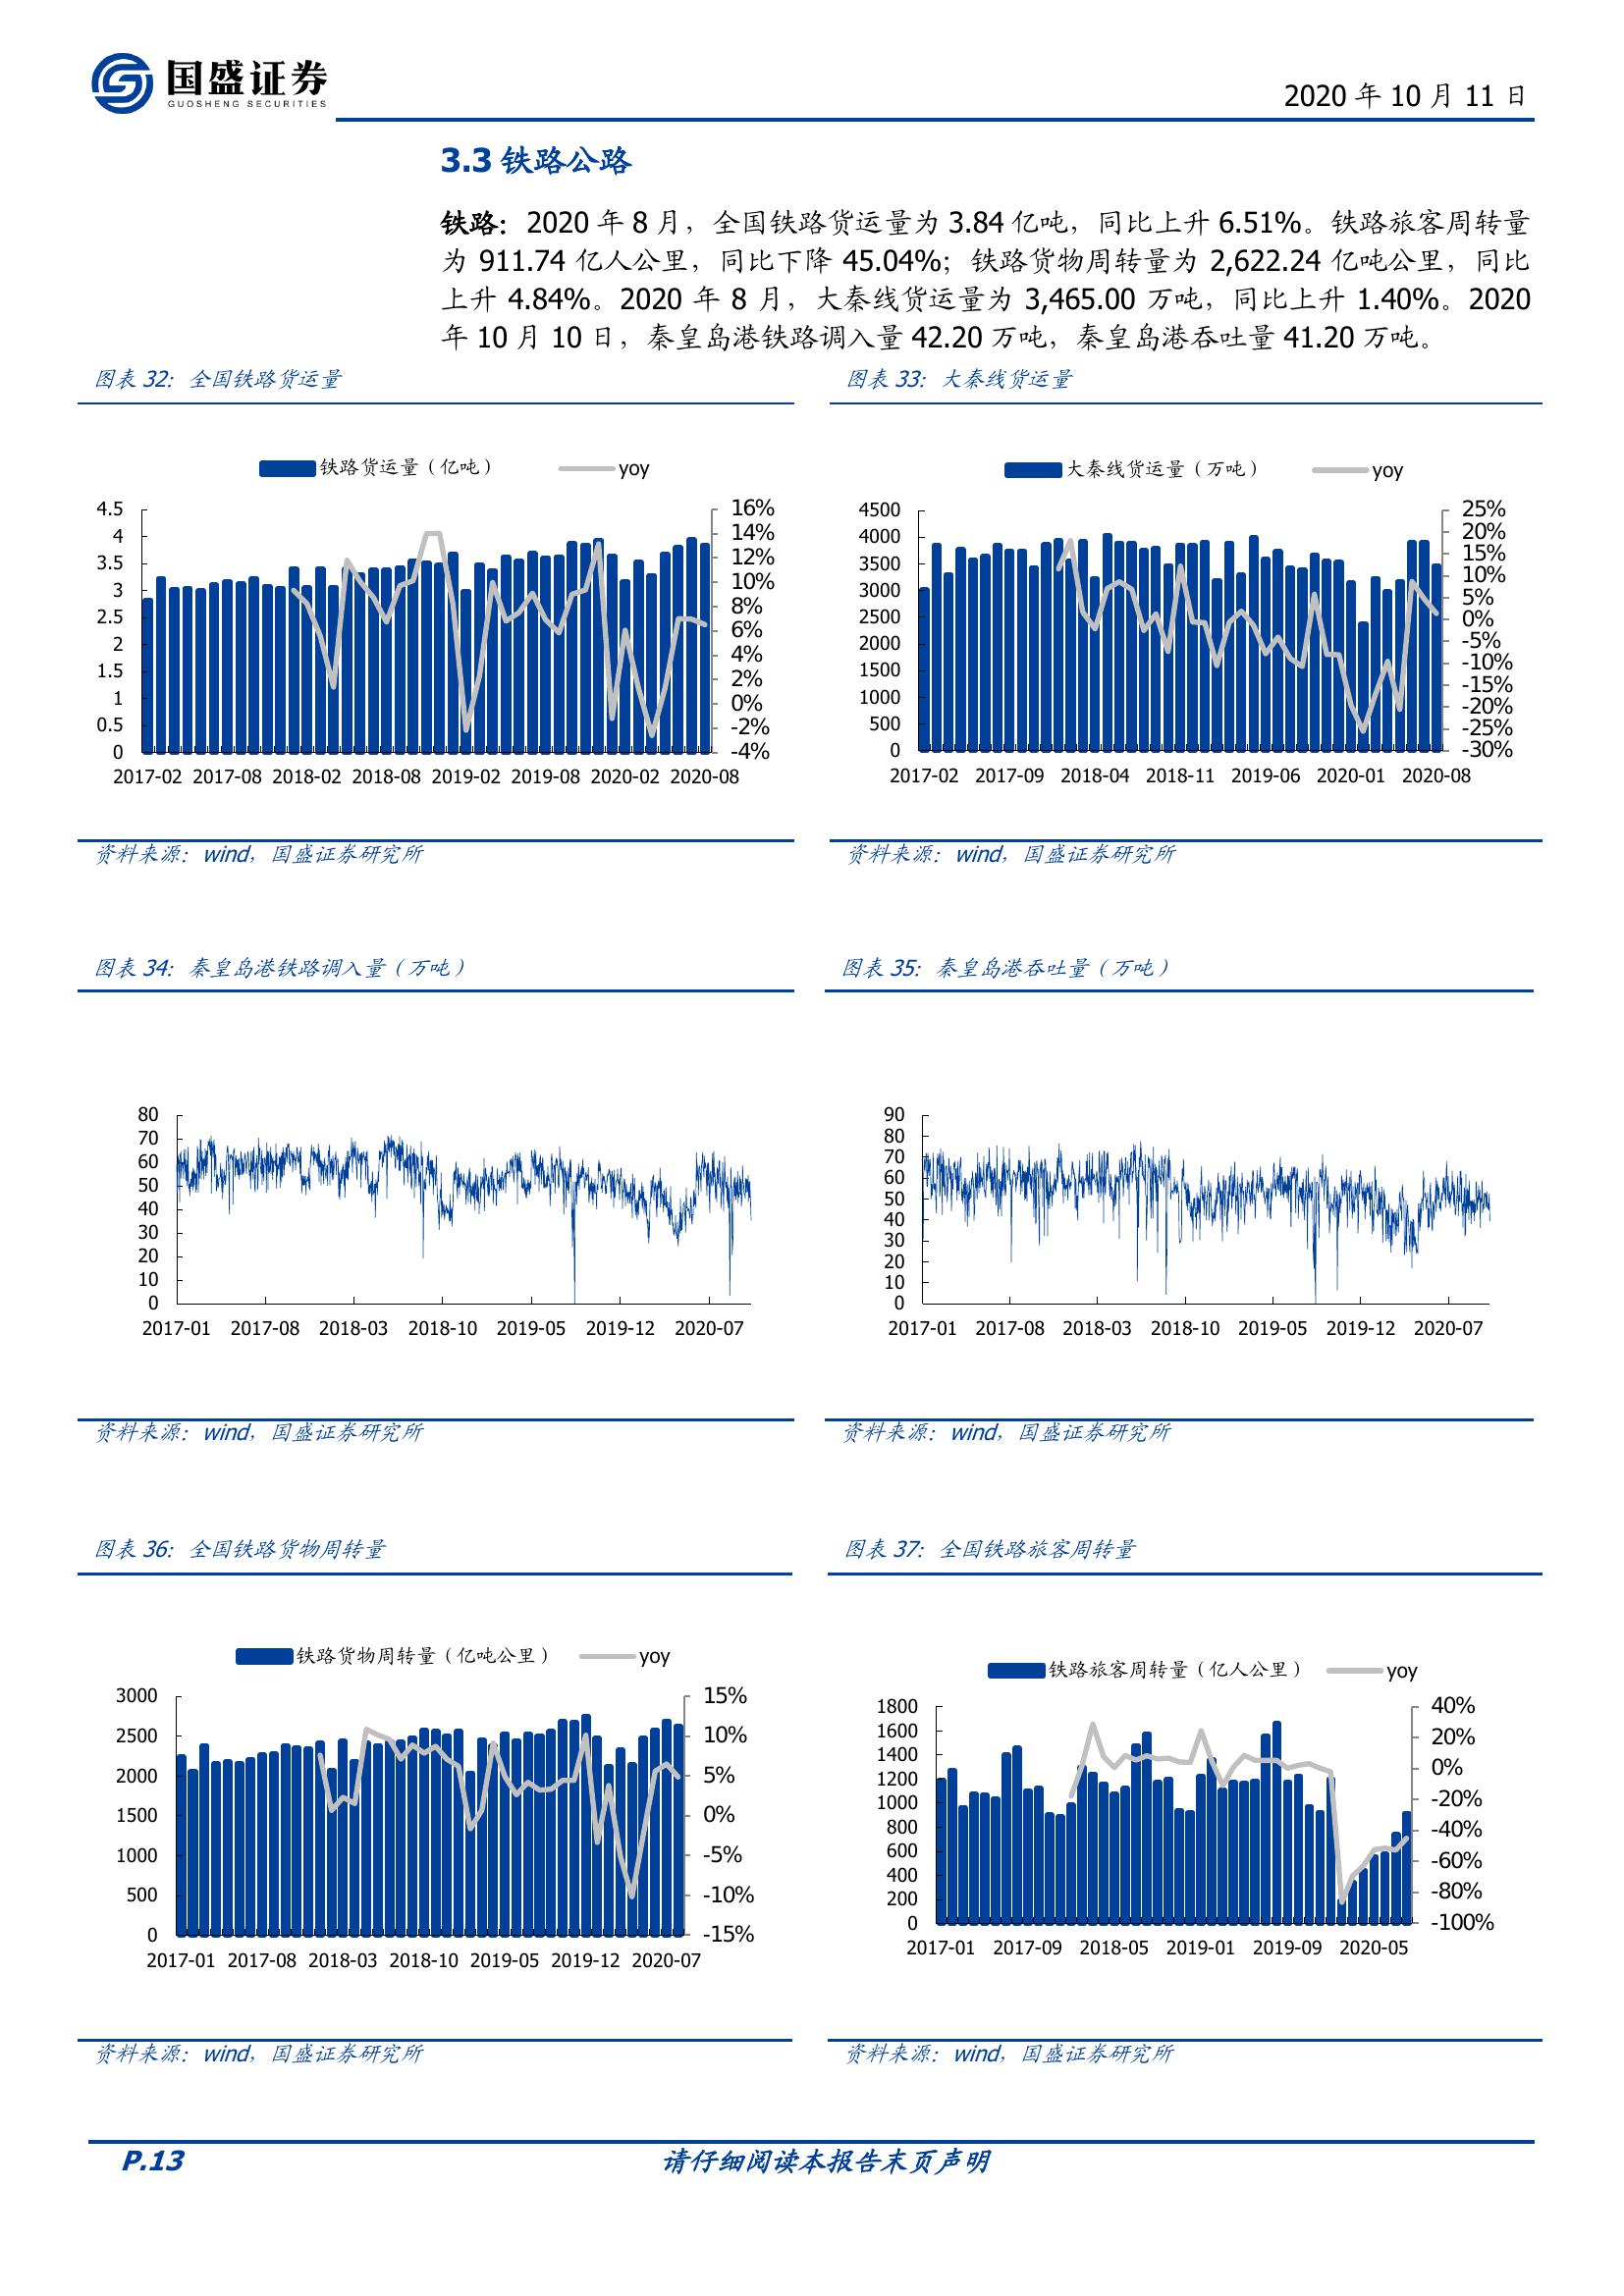 国盛证券
GUOSHENG SECURITIES
2020 年 10 月 11 日
3.3 铁路公路
铁路：2020 年 8 月，全国铁路货运量为 3.84 亿吨，同比上升 6.51%。铁路旅客周转量
为 911.74 亿人公里，同比下降 45.04%；铁路货物周转量为 2,622.24 亿吨公里，同比
上升 4.84%。2020 年 8 月，大秦线货运量为 3,465.00 万吨，同比上升 1.40%。2020
年 10 月 10 日，秦皇岛港铁路调入量 42.20 万吨，秦皇岛港吞吐量 41.20 万吨。
图表 32：全国铁路货运量
铁路货运量（亿吨） yoy
4.5
4
3.5
3
2.5
2
1.5
1
0.5
0
16%
14%
12%
10%
8%
6%
4%
2%
0%
-2%
-4%
2017-02 2017-08 2018-02 2018-08 2019-02 2019-08 2020-02 2020-08
资料来源：wind，国盛证券研究所
图表 33：大秦线货运量
大秦线货运量（万吨） yoy
4500
4000
3500
3000
2500
2000
1500
1000
500
0
25%
20%
15%
10%
5%
0%
-5%
-10%
-15%
-20%
-25%
-30%
2017-02 2017-09 2018-04 2018-11 2019-06 2020-01 2020-08
资料来源：wind，国盛证券研究所
图表 34：秦皇岛港铁路调入量（万吨）
80
70
60
50
40
30
20
10
0
2017-01 2017-08 2018-03 2018-10 2019-05 2019-12 2020-07
资料来源：wind，国盛证券研究所
图表 35：秦皇岛港吞吐量（万吨）
90
80
70
60
50
40
30
20
10
0
2017-01 2017-08 2018-03 2018-10 2019-05 2019-12 2020-07
资料来源：wind，国盛证券研究所
图表 36：全国铁路货物周转量
铁路货物周转量（亿吨公里） yoy
3000
2500
2000
1500
1000
500
0
15%
10%
5%
0%
-5%
-10%
-15%
2017-01 2017-08 2018-03 2018-10 2019-05 2019-12 2020-07
资料来源：wind，国盛证券研究所
图表 37：全国铁路旅客周转量
铁路旅客周转量（亿人公里） yoy
1800
1600
1400
1200
1000
800
600
400
200
0
40%
20%
0%
-20%
-40%
-60%
-80%
-100%
2017-01 2017-09 2018-05 2019-01 2019-09 2020-05
资料来源：wind，国盛证券研究所
P.13
请仔细阅读本报告末页声明